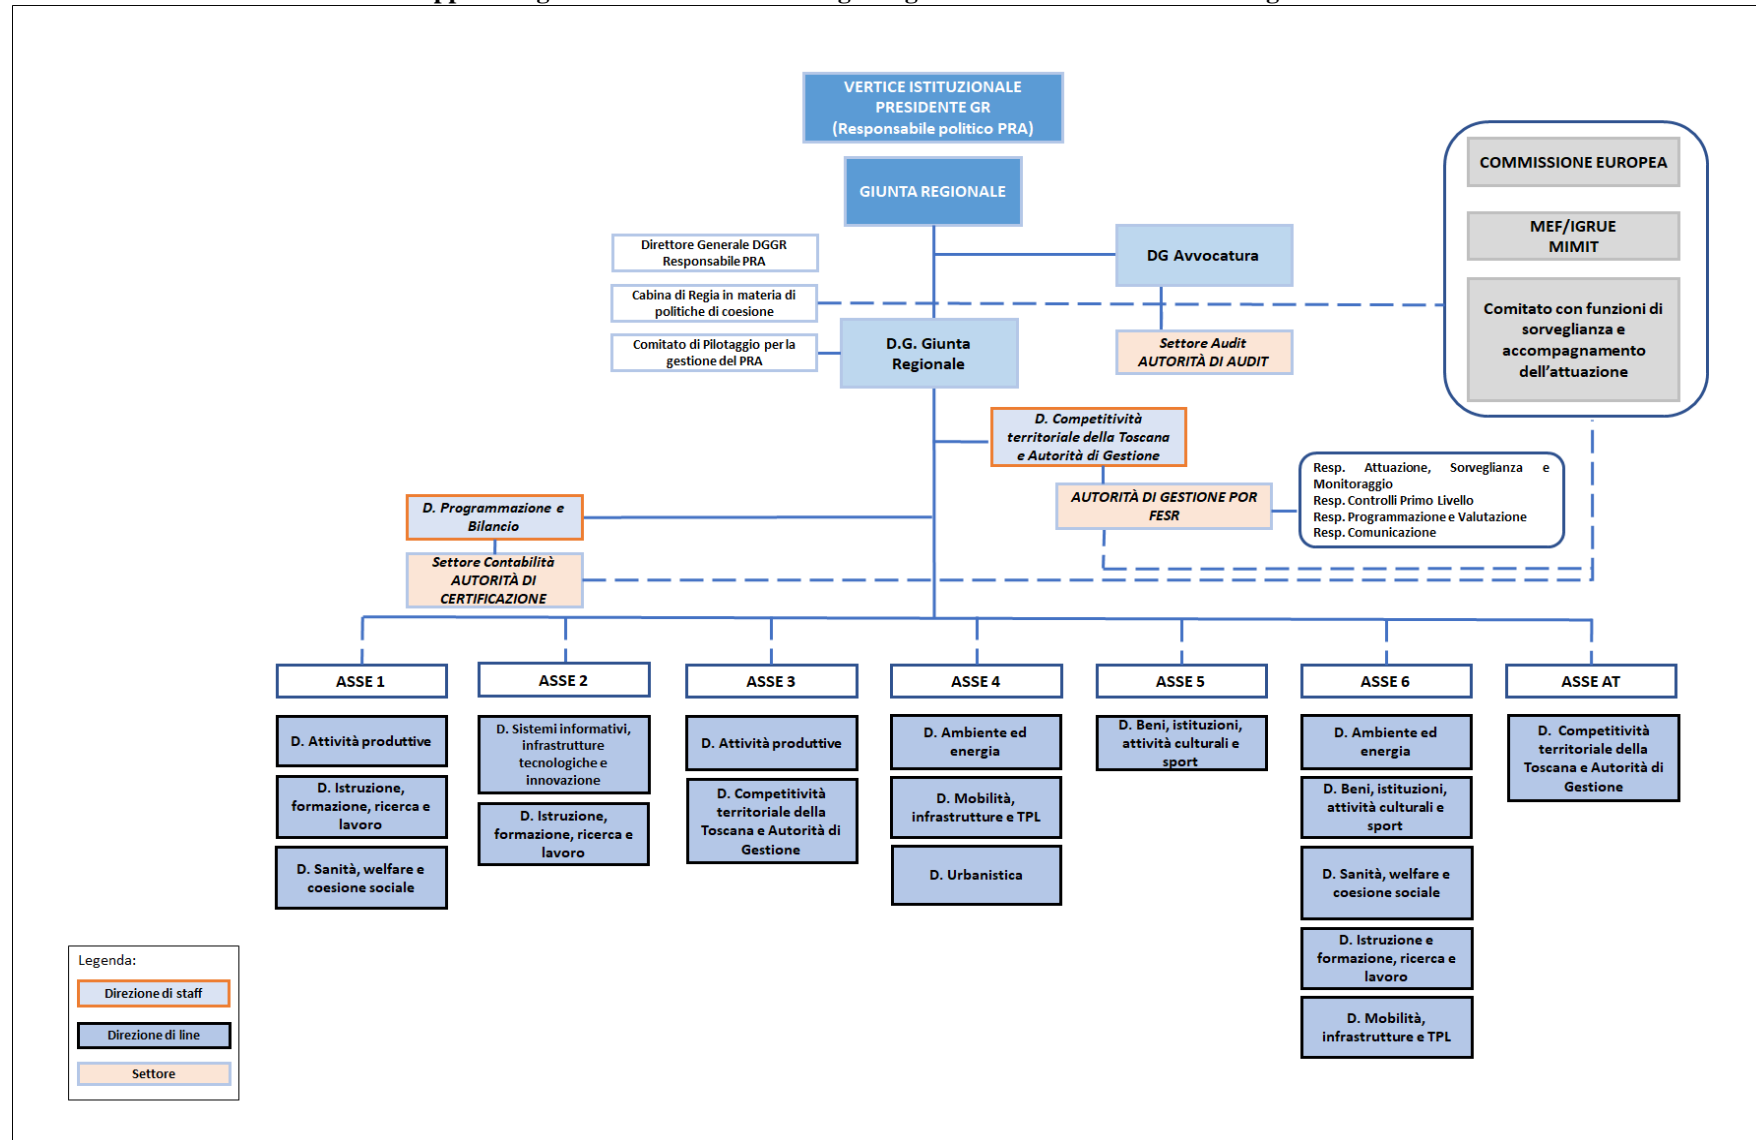 VERTICE ISTITUZIONALE
PRESIDENTE GR
(Responsabile politico PRA)
GIUNTA REGIONALE
Direttore Generale DGGR
Responsabile PRA
Cabina di Regia in materia di
politiche di coesione
Comitato di Pilotaggio per la
gestione del PRA
D.G. Giunta
Regionale
DG Avvocatura
Settore Audit
AUTORITÀ DI AUDIT
COMMISSIONE EUROPEA
MEF/IGRUE
MIMIT
Comitato con funzioni di
sorveglianza e
accompagnamento
dell'attuazione
D. Competitività
territoriale della Toscana
e Autorità di Gestione
AUTORITÀ DI GESTIONE POR
FESR
Resp. Attuazione, Sorveglianza e
Monitoraggio
Resp. Controlli Primo Livello
Resp. Programmazione e Valutazione
Resp. Comunicazione
D. Programmazione e
Bilancio
Settore Contabilità
AUTORITÀ DI
CERTIFICAZIONE
ASSE 1
D. Attività produttive
D. Istruzione,
formazione, ricerca e
lavoro
D. Sanità, welfare e
coesione sociale
ASSE 2
D. Sistemi informativi,
infrastrutture
tecnologiche e
innovazione
D. Istruzione,
formazione, ricerca e
lavoro
ASSE 3
D. Attività produttive
D. Competitività
territoriale della
Toscana e Autorità di
Gestione
ASSE 4
D. Ambiente ed
energia
D. Mobilità,
infrastrutture e TPL
D. Urbanistica
ASSE 5
D. Beni, istituzioni,
attività culturali e
sport
ASSE 6
D. Ambiente ed
energia
D. Beni, istituzioni,
attività culturali e
sport
D. Sanità, welfare e
coesione sociale
D. Istruzione e
formazione, ricerca e
lavoro
D. Mobilità,
infrastrutture e TPL
ASSE AT
D. Competitività
territoriale della
Toscana e Autorità di
Gestione
Legenda:
Direzione di staff
Direzione di line
Settore